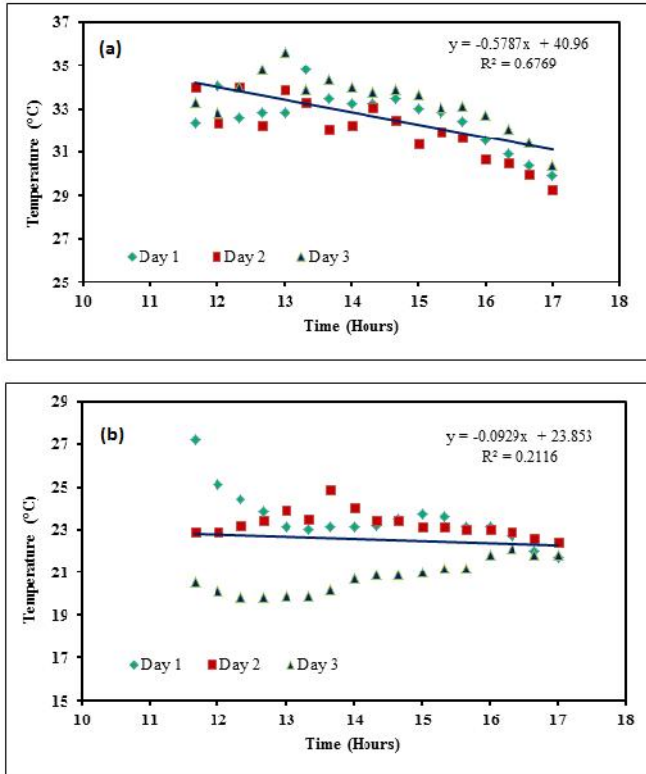 (a)
y = -0.5787x + 40.96
R² = 0.6769
37
35
33
31
29
27
25
Temperature (°C)
Day 1 Day 2 Day 3
10 11 12 13 14 15 16 17 18
Time (Hours)
(b)
y = -0.0929x + 23.853
R² = 0.2116
29
27
25
23
21
19
17
15
Temperature (°C)
Day 1 Day 2 Day 3
10 11 12 13 14 15 16 17 18
Time (Hours)